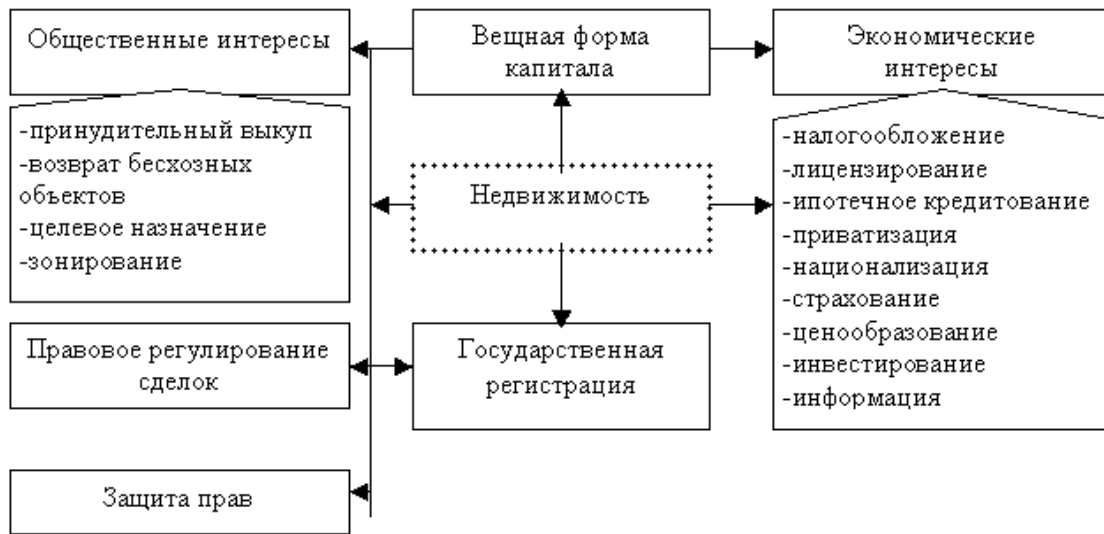 Общественные интересы
-принудительный выкуп
-возврат бесхозных
объектов
-целевое назначение
-зонирование
Правовое регулирование
сделок
Защита прав
Вещная форма
капитала
Недвижимость
Государственная
регистрация
Экономические
интересы
-налогообложение
-лицензирование
-ипотечное кредитование
-приватизация
-национализация
-страхование
-ценообразование
-инвестирование
-информация